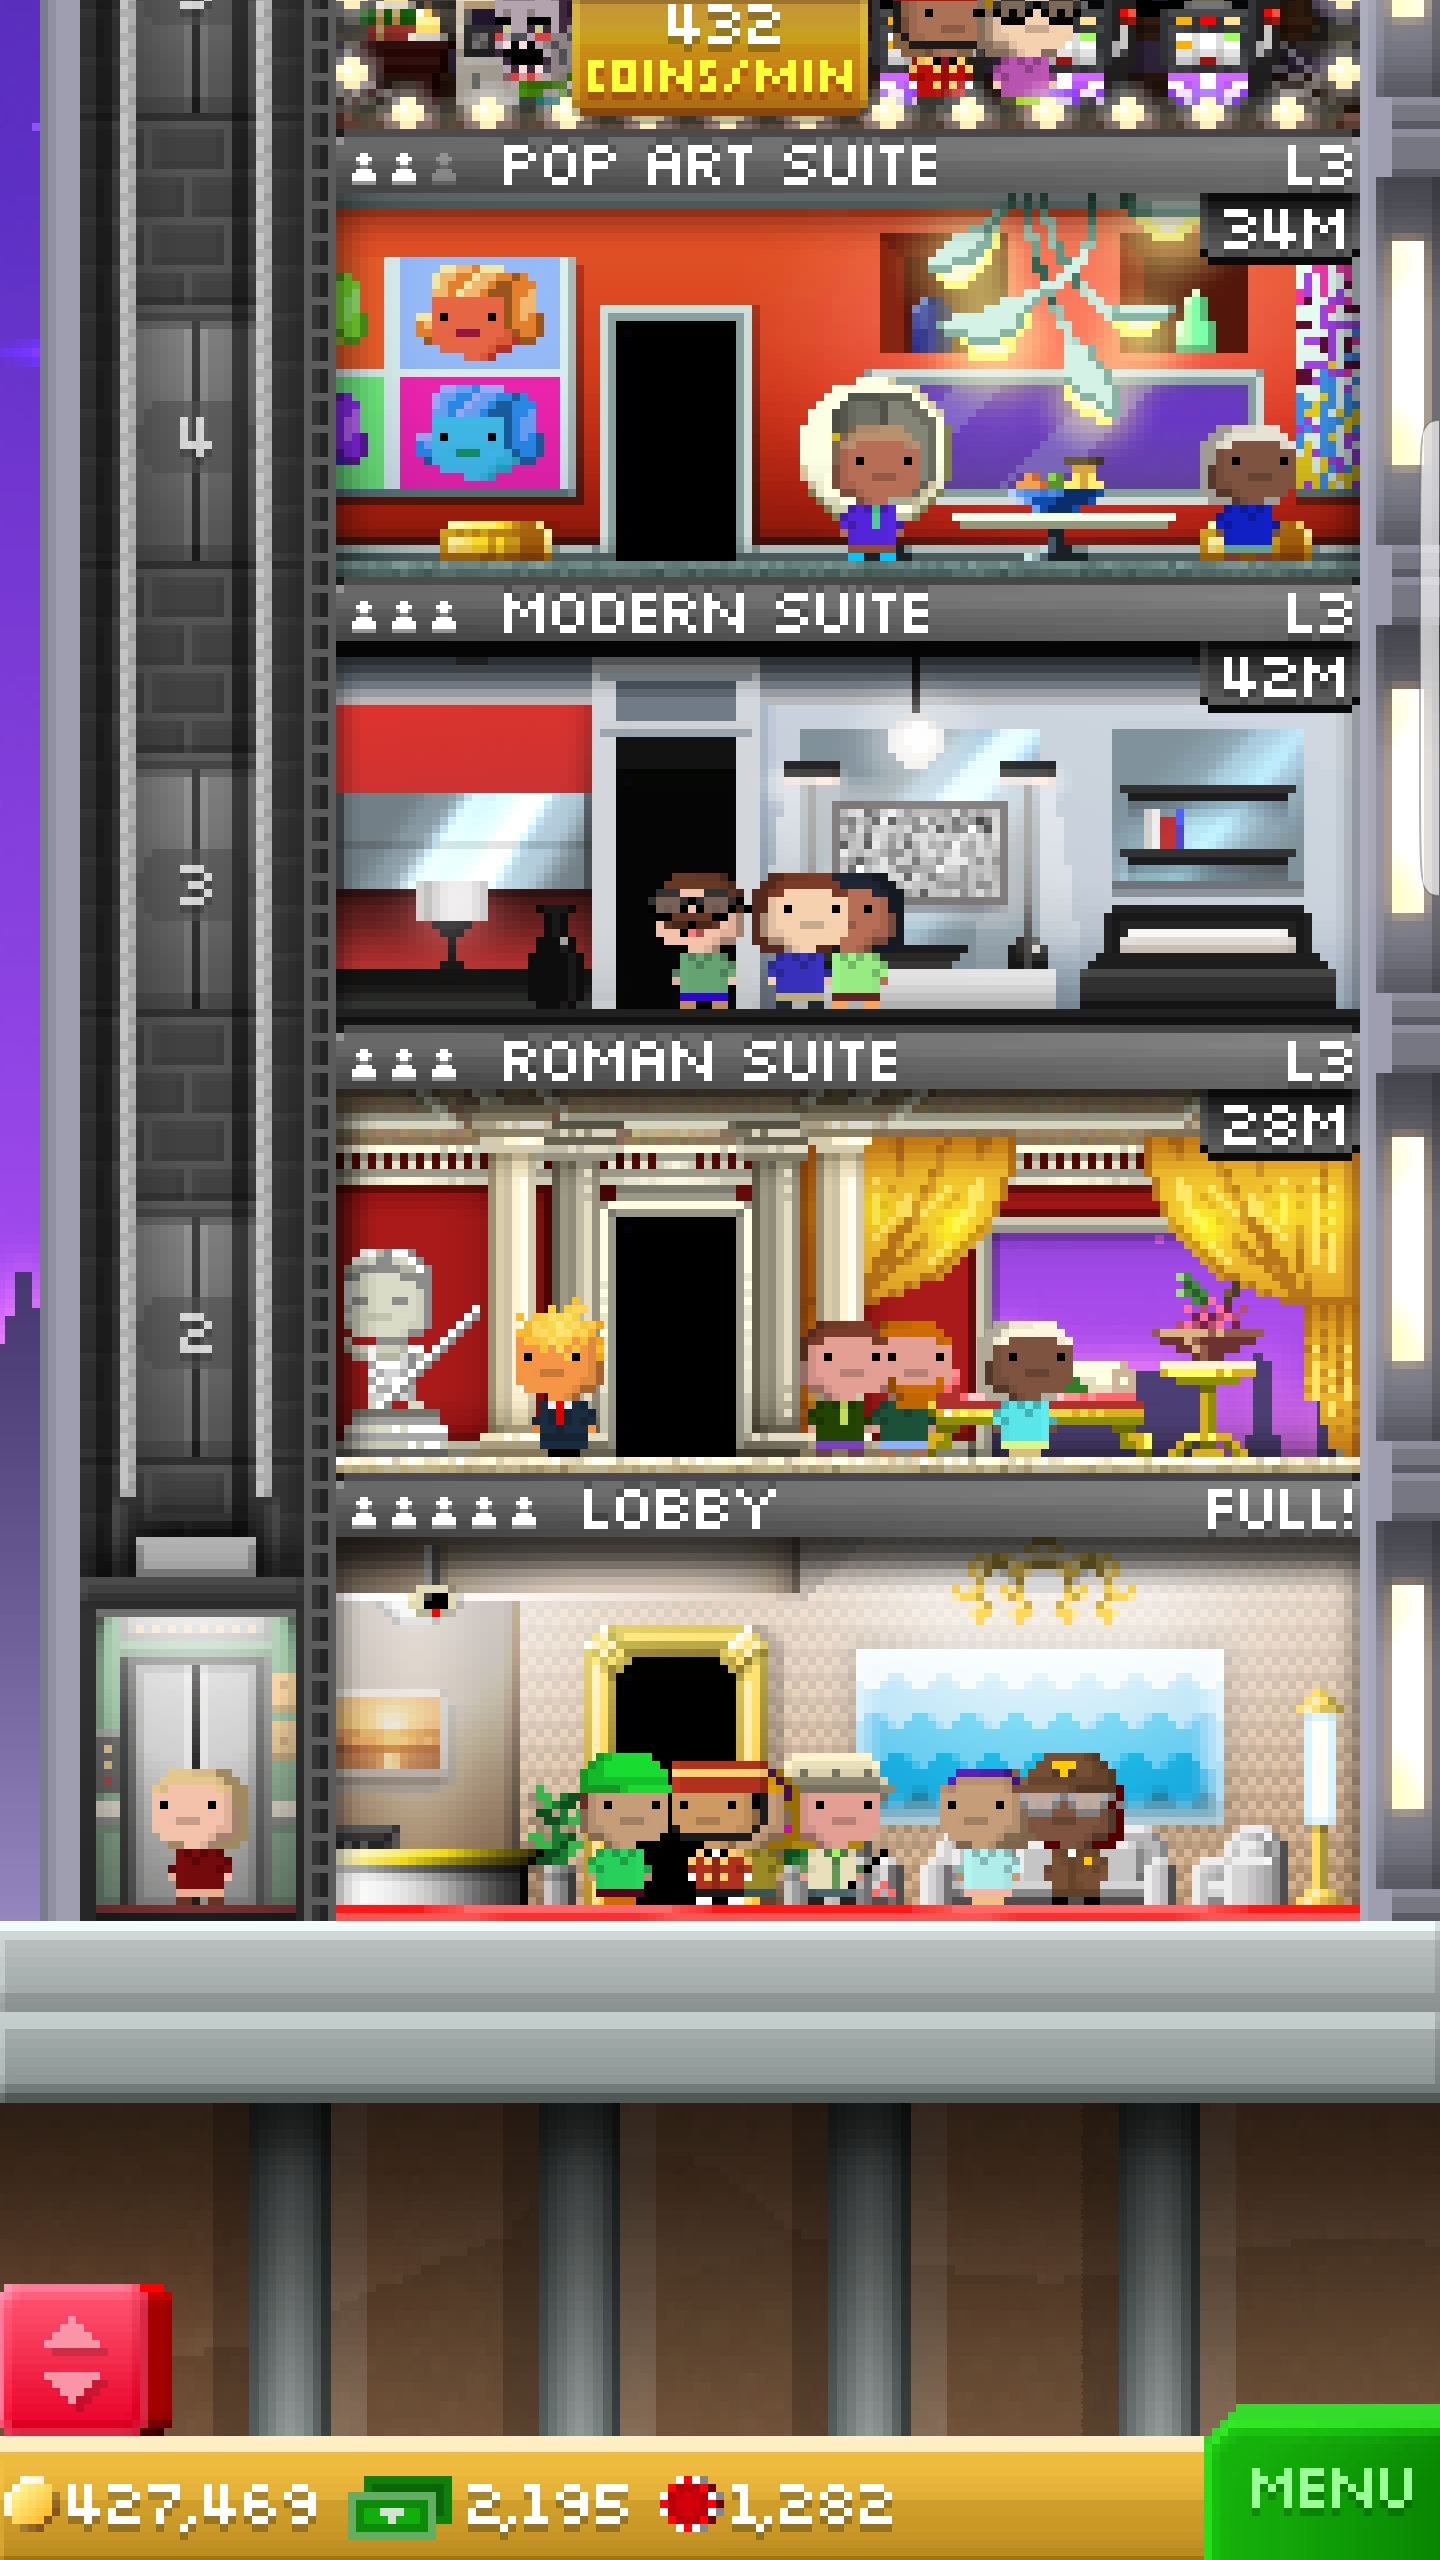 432
COINS/MIN
POP ART SUITE L3
34M
4
MODERN SUITE L3
42M
3
ROMAN SUITE L3
28M
2
LOBBY FULL!
427,469 2,195 1,282
MENU